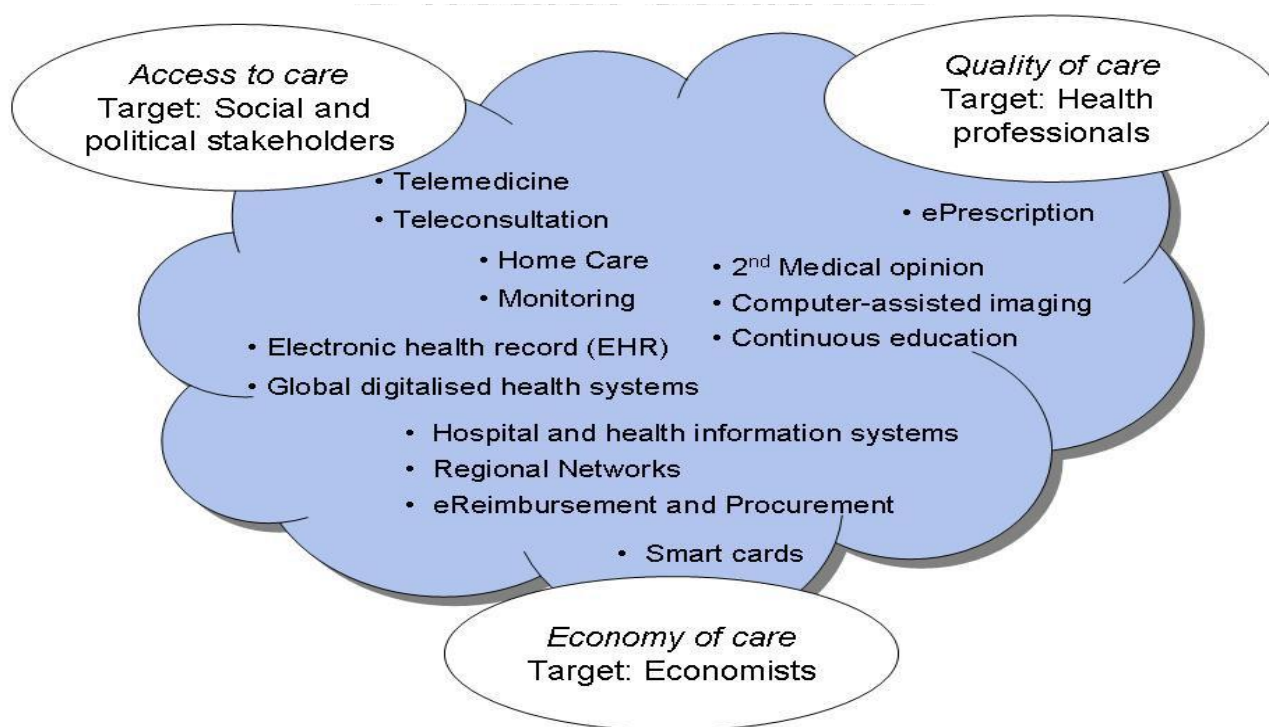 Access to care
Target: Social and
political stakeholders
Quality of care
Target: Health
professionals
• Telemedicine
• Teleconsultation
• ePrescription
• Home Care
• Monitoring
• 2nd Medical opinion
• Computer-assisted imaging
• Continuous education
• Electronic health record (EHR)
• Global digitalised health systems
• Hospital and health information systems
• Regional Networks
• eReimbursement and Procurement
• Smart cards
Economy of care
Target: Economists